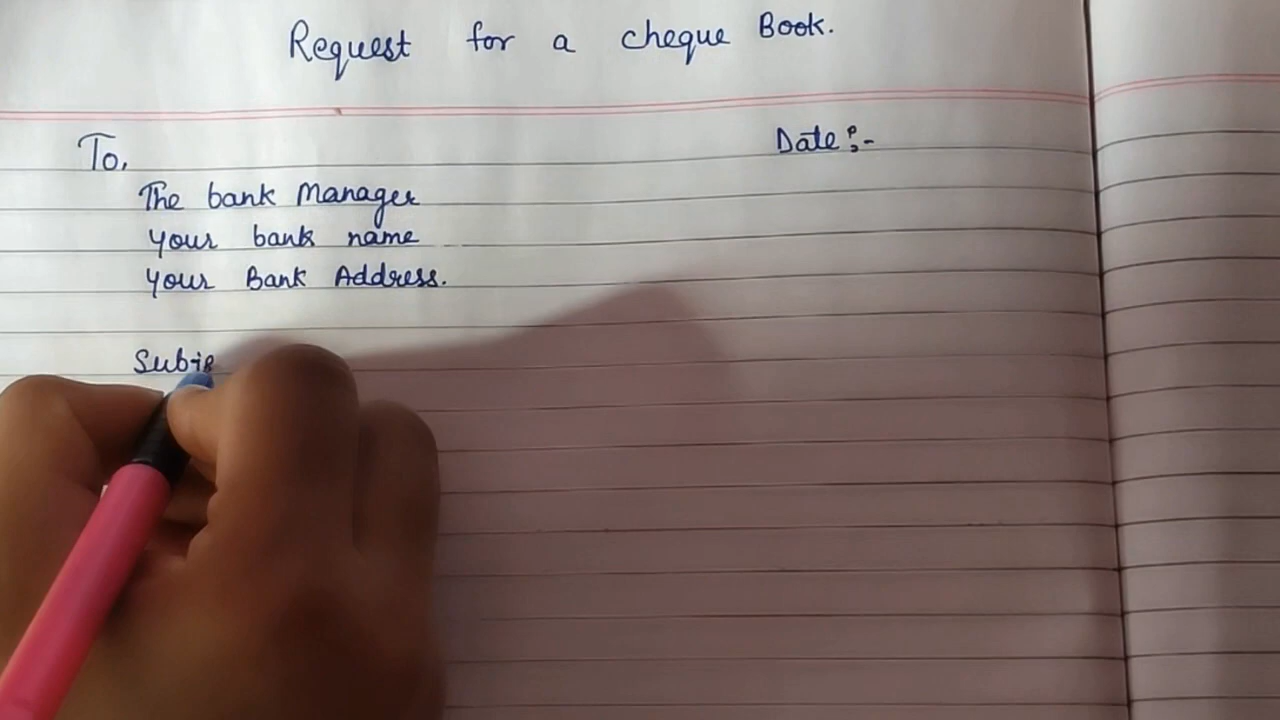 Request for a cheque Book.
To, Date :-
The bank Manager
Your bank name
Your Bank Address.